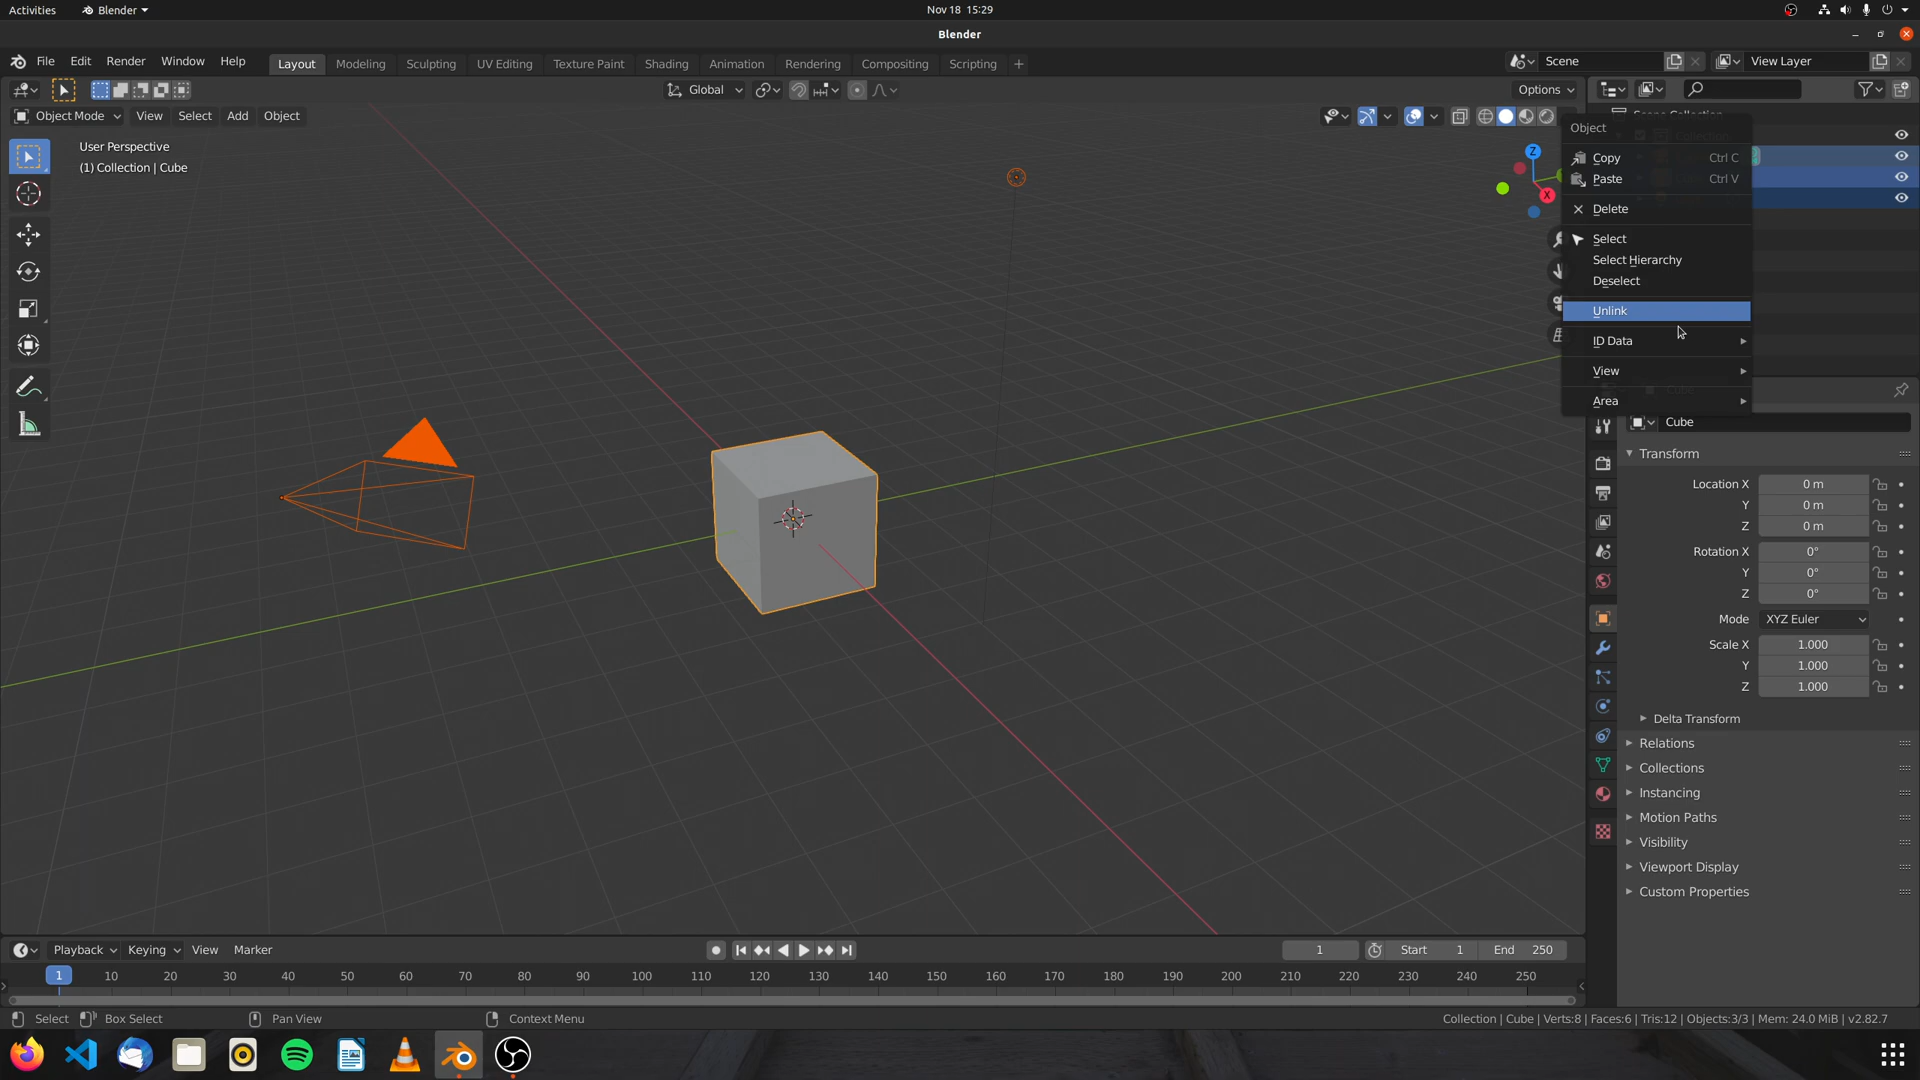 Activities Blender Nov 18 15:29
Blender
File Edit Render Window Help Layout Modeling Sculpting UV Editing Texture Paint Shading Animation Rendering Compositing Scripting + Scene View Layer
Global Options
Object Mode View Select Add Object
User Perspective
(1) Collection | Cube
Z
X
Object
Copy Ctrl C
Paste Ctrl V
Delete
Select
Select Hierarchy
Deselect
Unlink
ID Data
View
Area
Cube
Transform
Location X 0 m
Y 0 m
Z 0 m
Rotation X 0°
Y 0°
Z 0°
Mode XYZ Euler
Scale X 1.000
Y 1.000
Z 1.000
Delta Transform
Relations
Collections
Instancing
Motion Paths
Visibility
Viewport Display
Custom Properties
Playback Keying View Marker 1 Start 1 End 250
1 10 20 30 40 50 60 70 80 90 100 110 120 130 140 150 160 170 180 190 200 210 220 230 240 250
Select Box Select Pan View Context Menu Collection | Cube | Verts:8 | Faces:6 | Tris:12 | Objects:3/3 | Mem: 24.0 MiB | v2.82.7